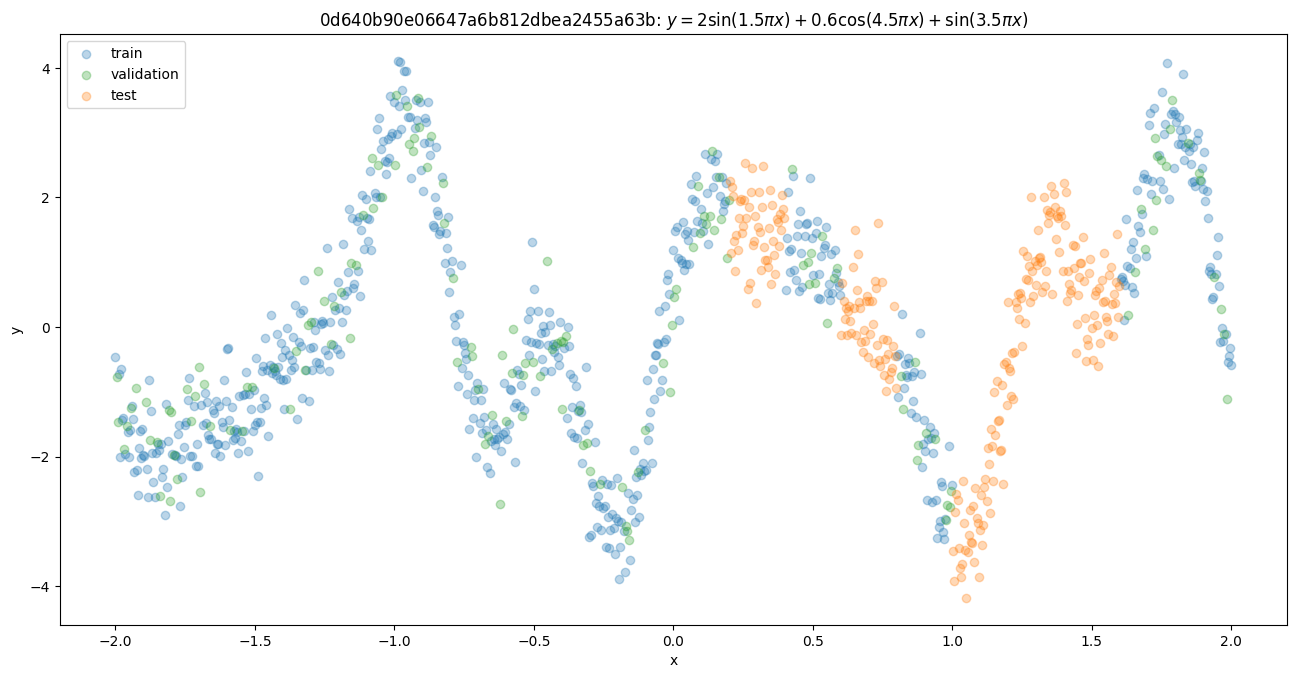 0d640b90e06647a6b812dbea2455a63b: y = 2sin(1.5πx) + 0.6cos(4.5πx) + sin(3.5πx)
train
validation
test
4
2
0
−2
−4
y
−2.0 −1.5 −1.0 −0.5 0.0 0.5 1.0 1.5 2.0
x